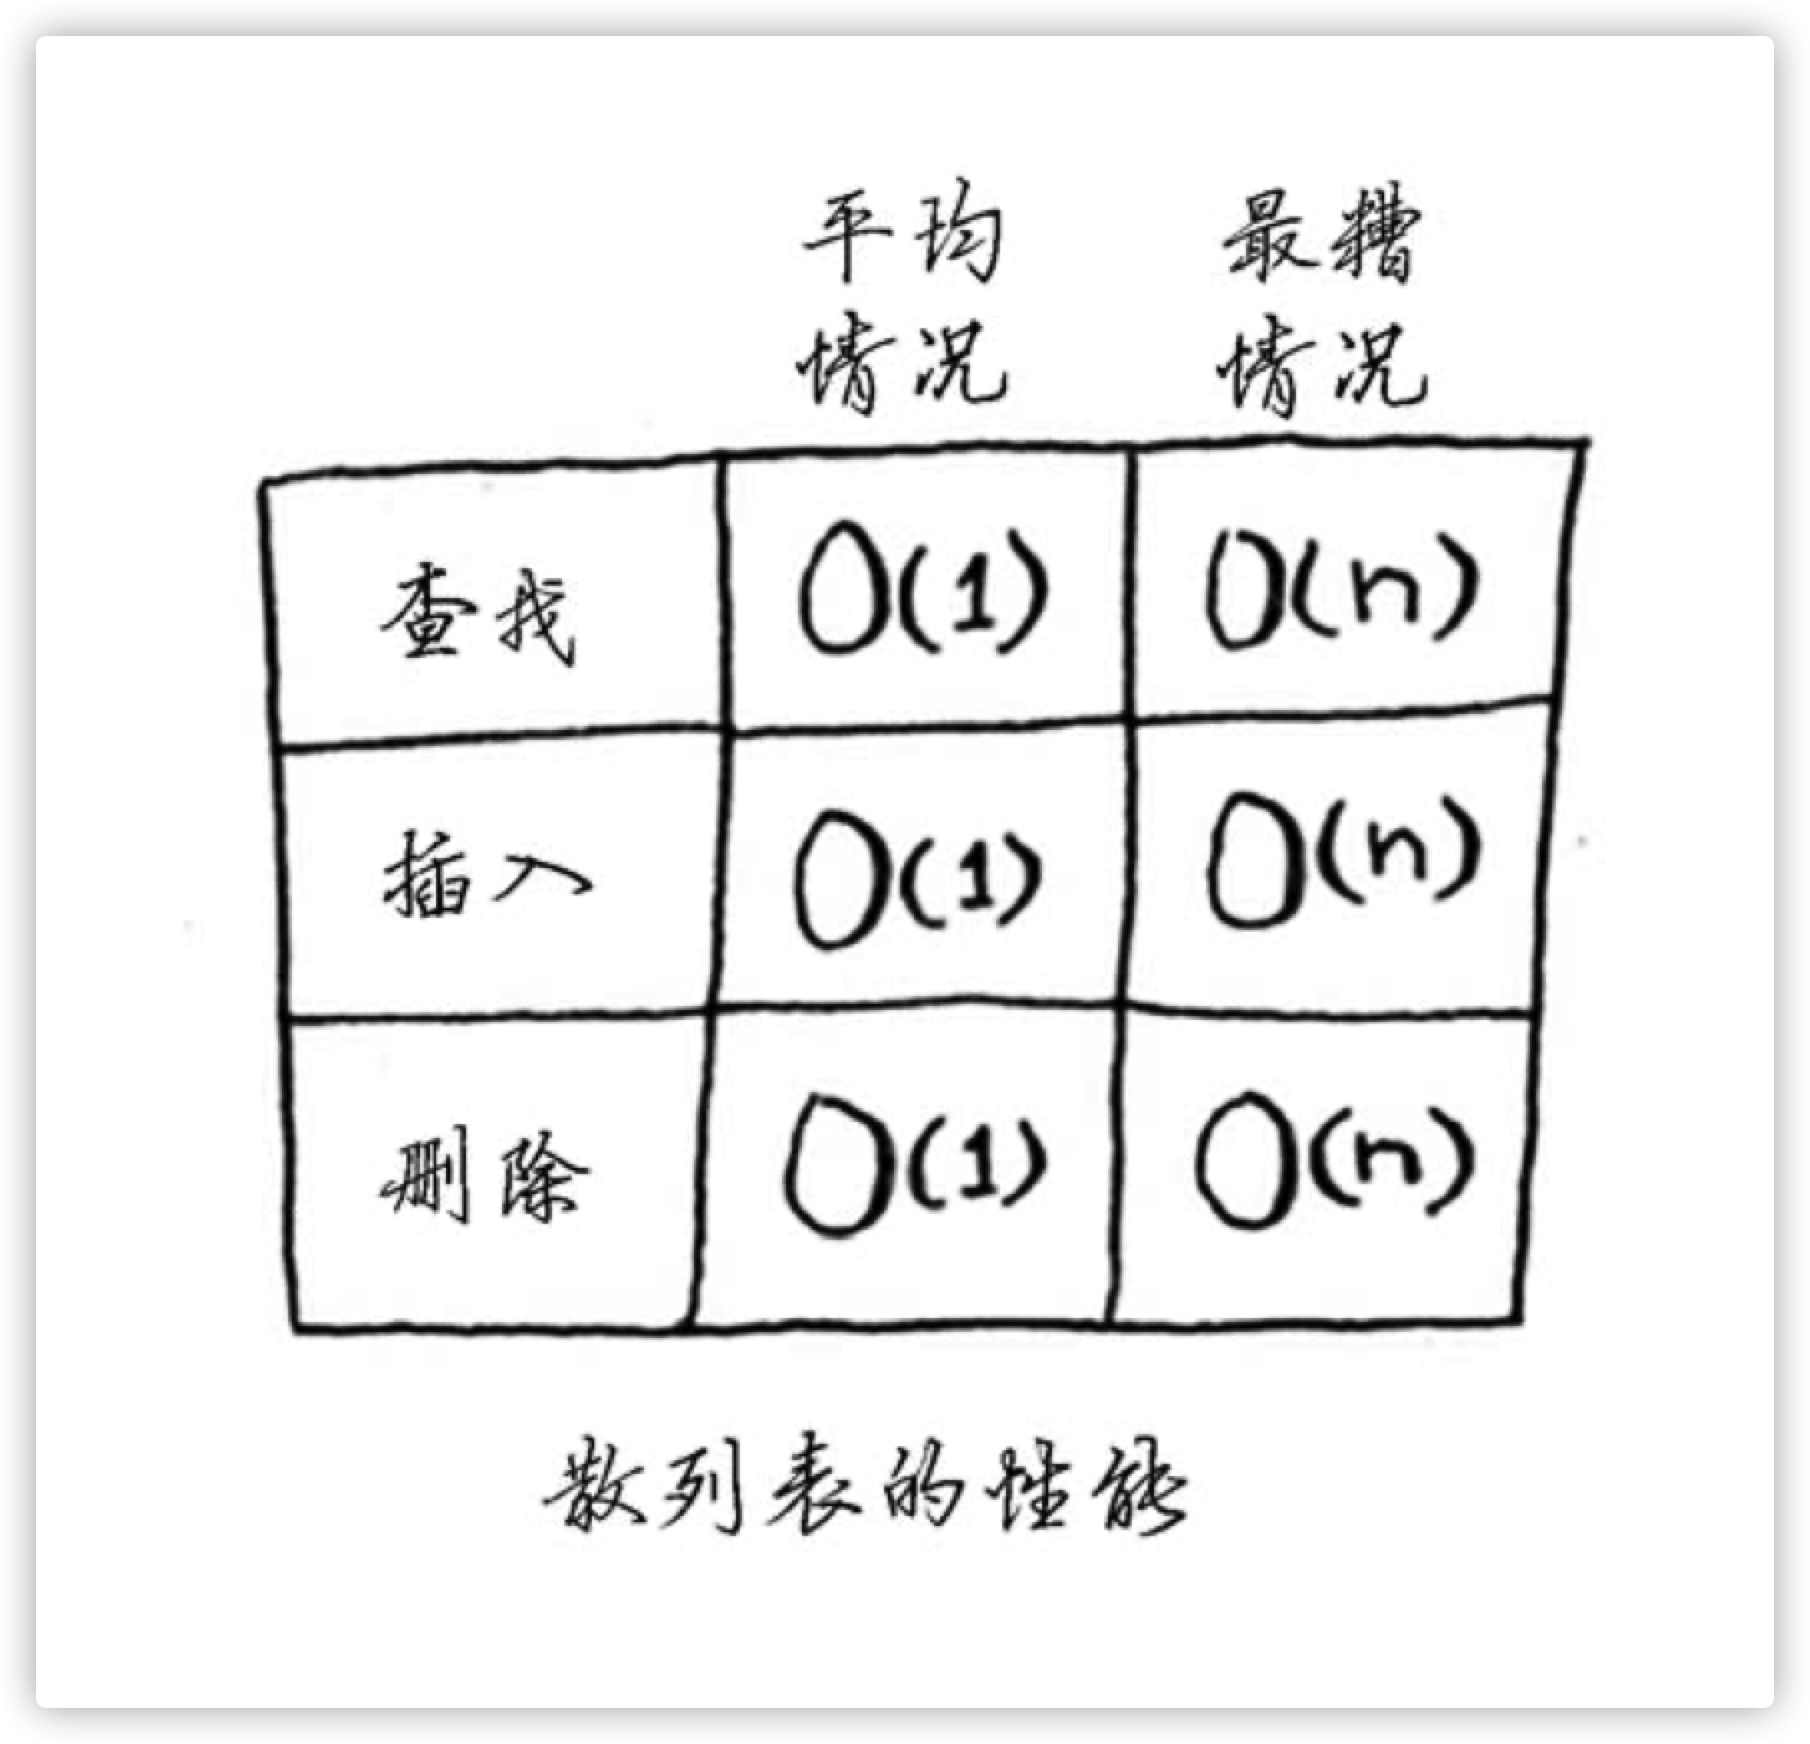 平均 最糟
情况 情况
查找 O(1) O(n)
插入 O(1) O(n)
删除 O(1) O(n)
散列表的性能